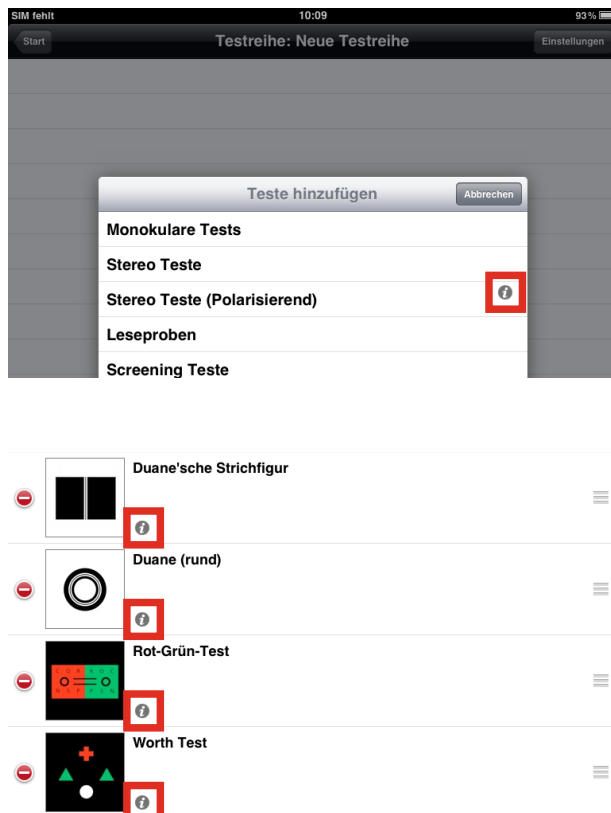 SIM fehlt 10:09 93 %
Start Testreihe: Neue Testreihe Einstellungen
Teste hinzufügen Abbrechen
Monokulare Tests
Stereo Teste
Stereo Teste (Polarisierend)
Leseproben
Screening Teste
Duane'sche Strichfigur
Duane (rund)
Rot-Grün-Test
Worth Test